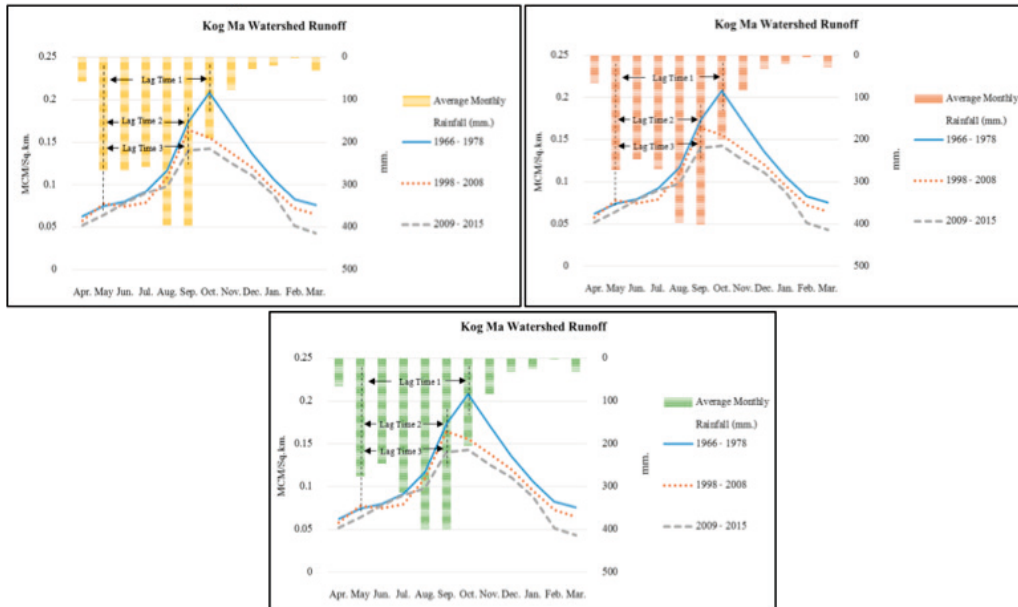 Kog Ma Watershed Runoff
0.25
0.2
0.15
0.1
0.05
0
MCM/Sq.km.
Lag Time 1
Lag Time 2
Lag Time 3
0
100
200
300
400
500
mm.
Apr. May Jun. Jul. Aug. Sep. Oct. Nov. Dec. Jan. Feb. Mar.
Average Monthly
Rainfall (mm.)
1966 - 1978
1998 - 2008
2009 - 2015
Kog Ma Watershed Runoff
0.25
0.2
0.15
0.1
0.05
0
MCM/Sq.km.
Lag Time 1
Lag Time 2
Lag Time 3
0
100
200
300
400
500
mm.
Apr. May Jun. Jul. Aug. Sep. Oct. Nov. Dec. Jan. Feb. Mar.
Average Monthly
Rainfall (mm.)
1966 - 1978
1998 - 2008
2009 - 2015
Kog Ma Watershed Runoff
0.25
0.2
0.15
0.1
0.05
0
MCM/Sq.km.
Lag Time 1
Lag Time 2
Lag Time 3
0
100
200
300
400
500
mm.
Apr. May Jun. Jul. Aug. Sep. Oct. Nov. Dec. Jan. Feb. Mar.
Average Monthly
Rainfall (mm.)
1966 - 1978
1998 - 2008
2009 - 2015